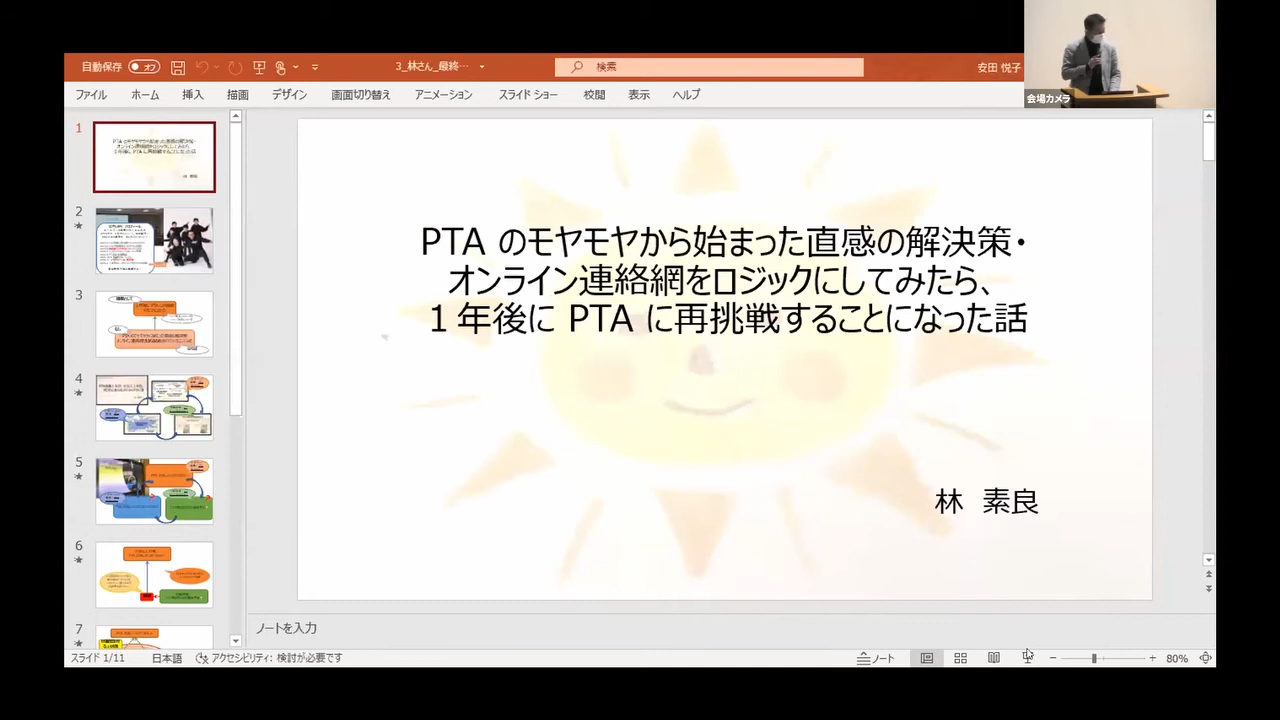 自動保存 オフ
3_林さん_最終…
検索
安田 悦子
会場カメラ
ファイル ホーム 挿入 描画 デザイン 画面切り替え アニメーション スライド ショー 校閲 表示 ヘルプ
1
2
3
4
5
6
7
PTA のモヤモヤから始まった直感の解決策・
オンライン連絡網をロジックにしてみたら、
1 年後に PTA に再挑戦することになった話
林 素良
ノートを入力
スライド 1/11 日本語 アクセシビリティ: 検討が必要です ノート 80%